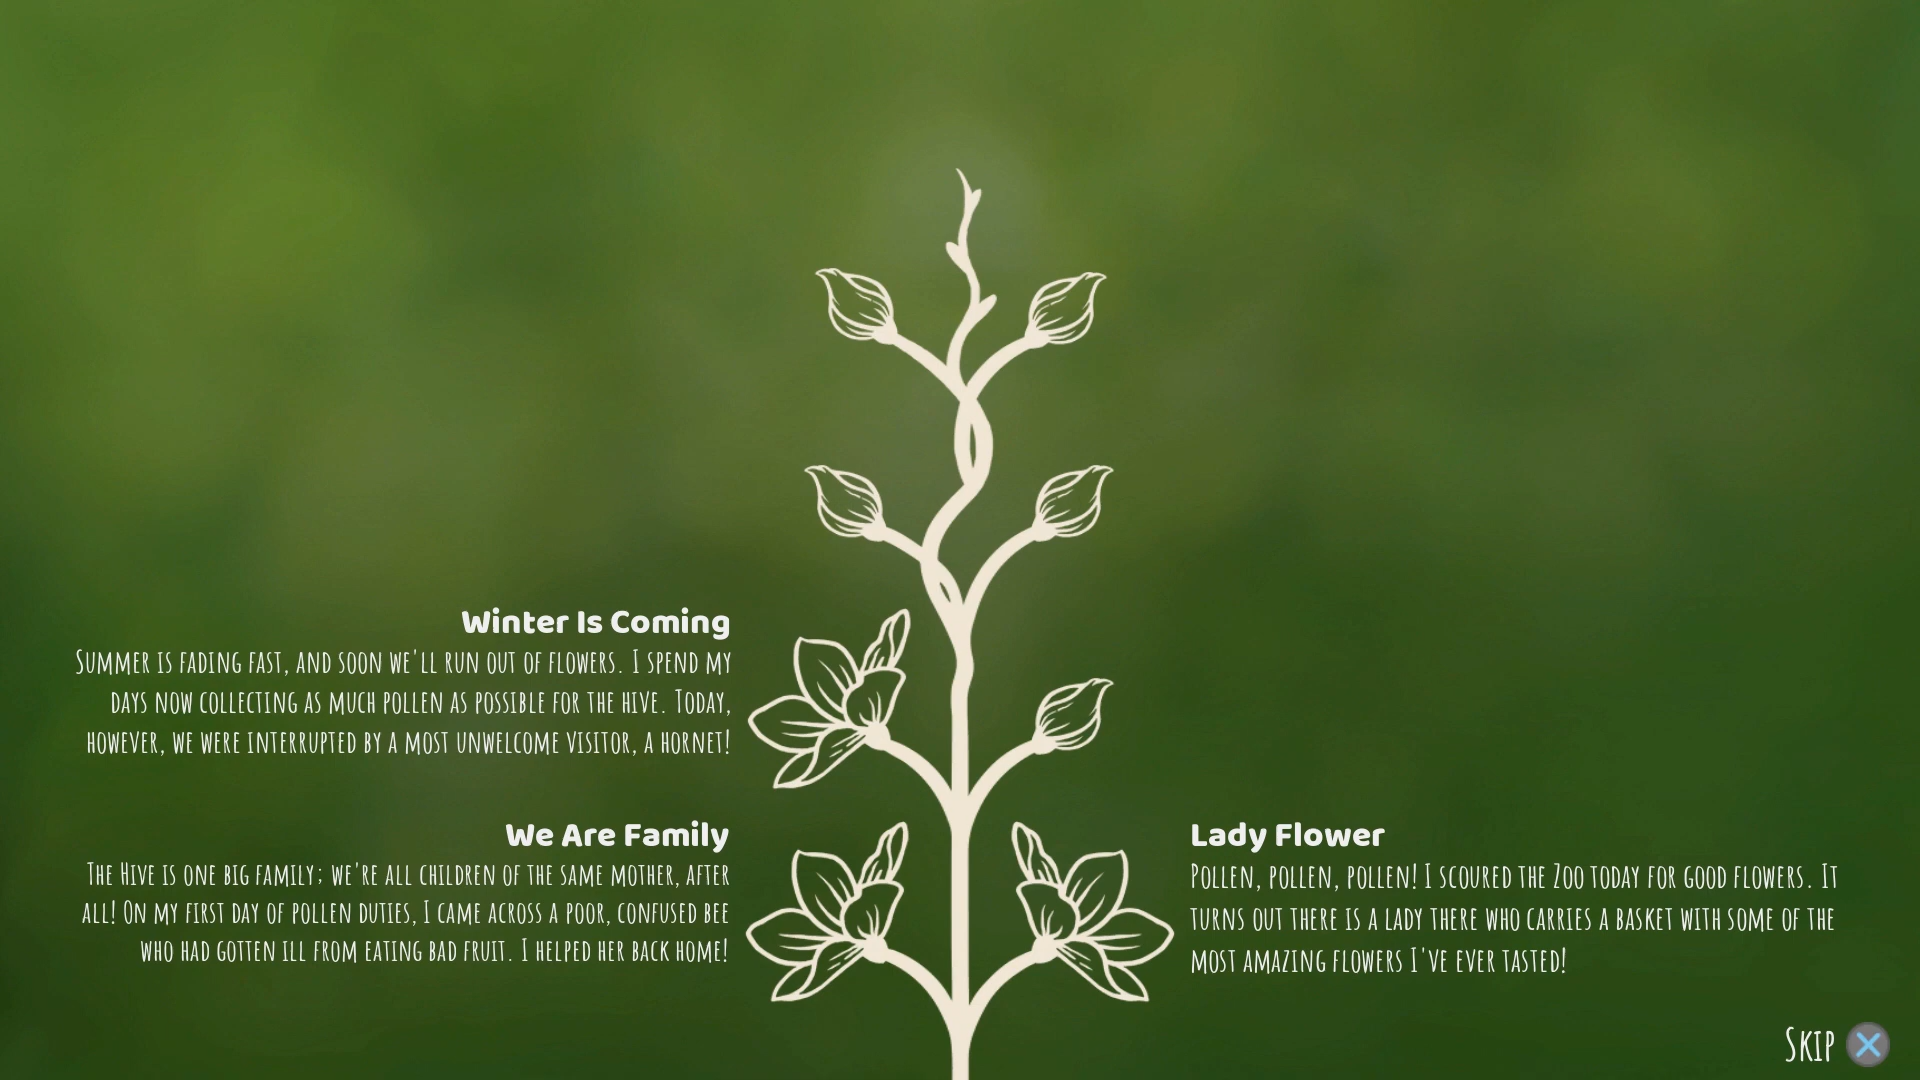 Winter Is Coming
Summer is fading fast, and soon we'll run out of flowers. I spend my
days now collecting as much pollen as possible for the hive. Today,
however, we were interrupted by a most unwelcome visitor, a hornet!
We Are Family
The Hive is one big family; we're all children of the same mother, after
all! On my first day of pollen duties, I came across a poor, confused bee
who had gotten ill from eating bad fruit. I helped her back home!
Lady Flower
Pollen, pollen, pollen! I scoured the Zoo today for good flowers. It
turns out there is a lady there who carries a basket with some of the
most amazing flowers I've ever tasted!
Skip